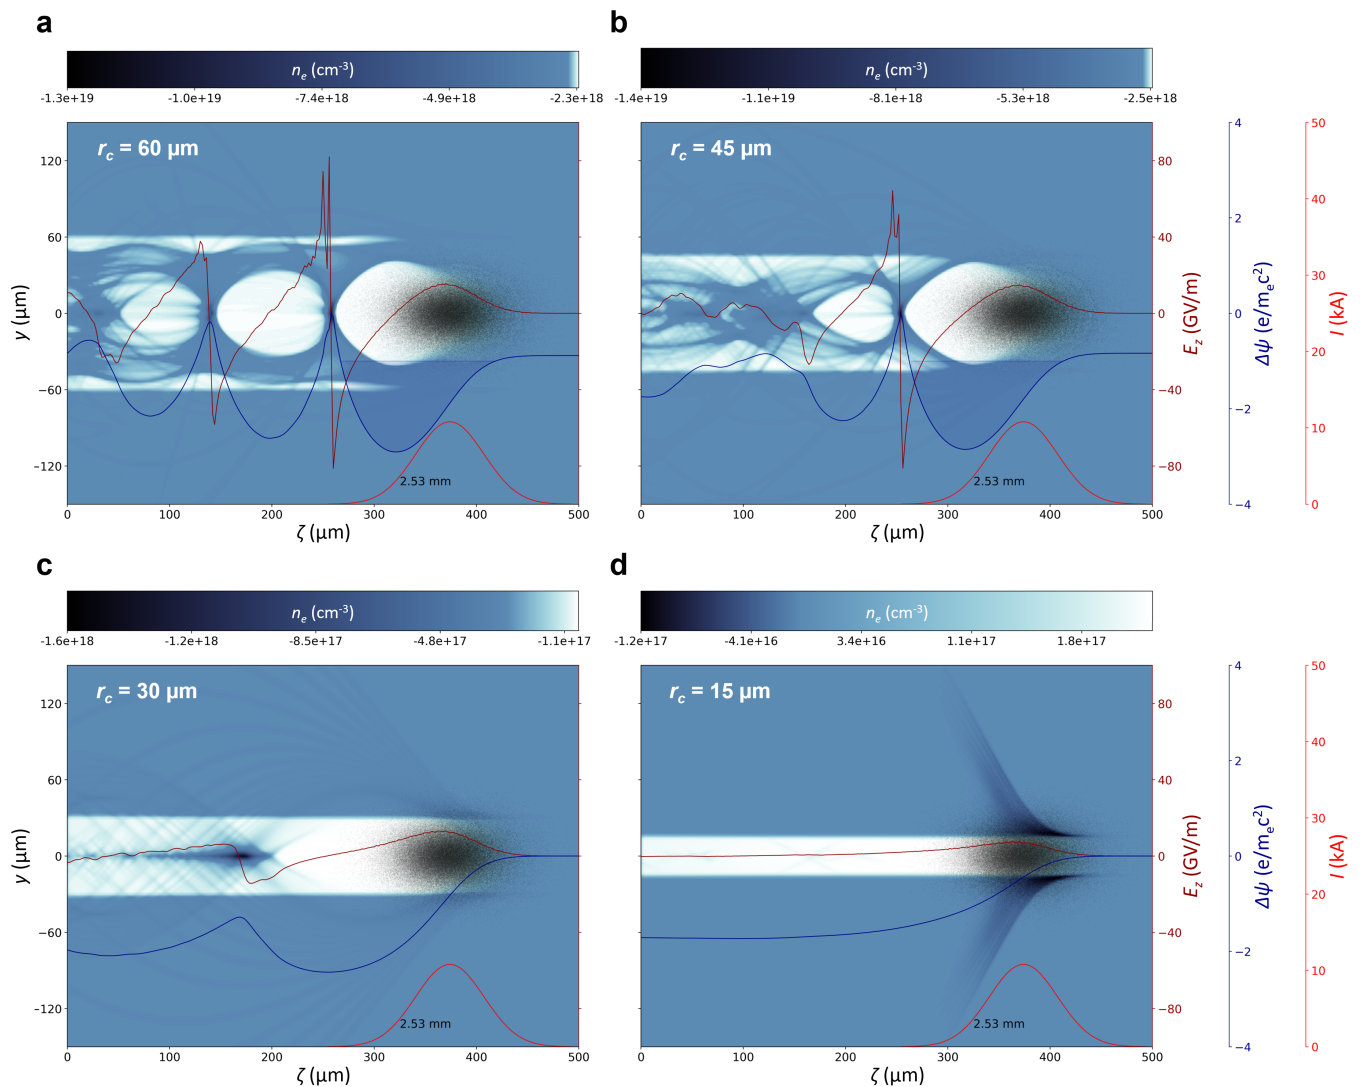 a
b
n_e (cm⁻³)
-1.3e+19 -1.0e+19 -7.4e+18 -4.9e+18 -2.3e+18
n_e (cm⁻³)
-1.4e+19 -1.1e+19 -8.1e+18 -5.3e+18 -2.5e+18
r_c = 60 μm
120
60
0
−60
−120
y (μm)
2.53 mm
0 100 200 300 400 500
ζ (μm)
r_c = 45 μm
2.53 mm
0 100 200 300 400 500
ζ (μm)
80
40
0
−40
−80
E_z (GV/m)
4
2
0
−2
−4
Δψ (e/m_ec²)
50
40
30
20
10
0
I (kA)
c
d
n_e (cm⁻³)
-1.6e+18 -1.2e+18 -8.5e+17 -4.8e+17 -1.1e+17
n_e (cm⁻³)
-1.2e+17 -4.1e+16 3.4e+16 1.1e+17 1.8e+17
r_c = 30 μm
120
60
0
−60
−120
y (μm)
2.53 mm
0 100 200 300 400 500
ζ (μm)
r_c = 15 μm
2.53 mm
0 100 200 300 400 500
ζ (μm)
80
40
0
−40
−80
E_z (GV/m)
4
2
0
−2
−4
Δψ (e/m_ec²)
50
40
30
20
10
0
I (kA)